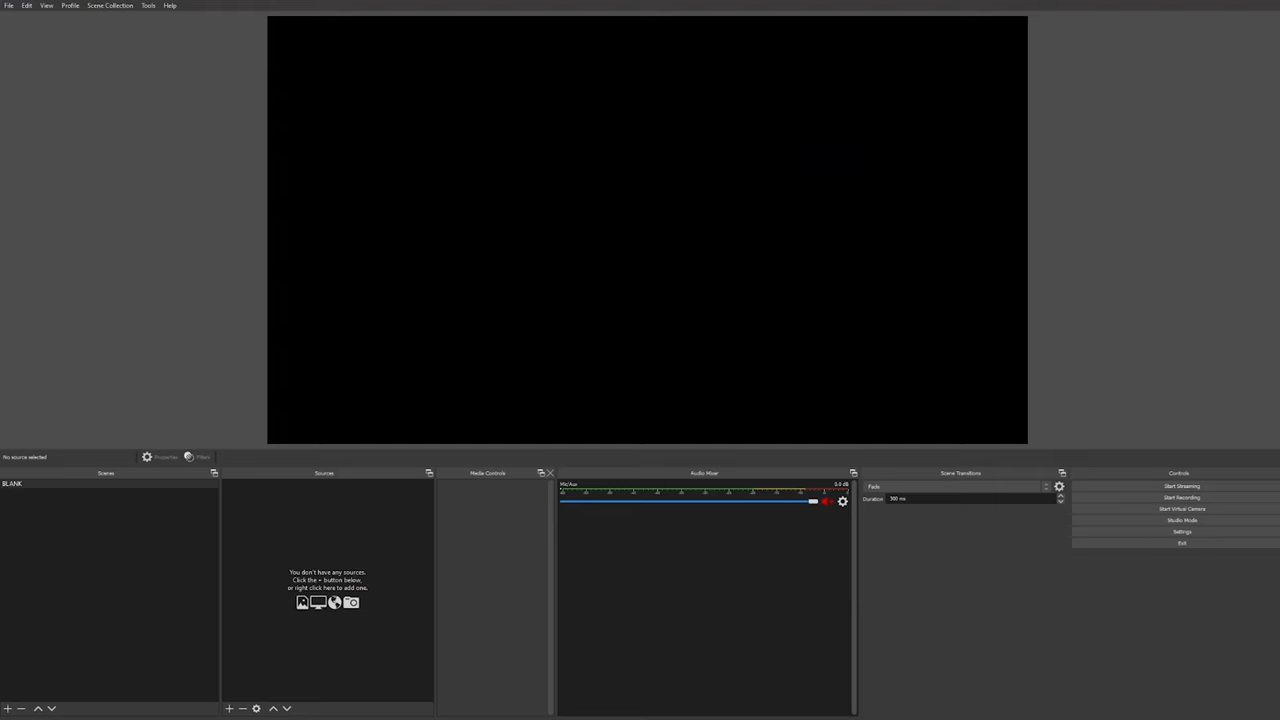 File Edit View Profile Scene Collection Tools Help
No source selected
Properties Filters
Scenes
Sources
Media Controls
Audio Mixer
Scene Transitions
Controls
BLANK
You don't have any sources.
Click the + button below,
or right click here to add one.
Mic/Aux 0.0 dB
Fade
Duration 300 ms
Start Streaming
Start Recording
Start Virtual Camera
Studio Mode
Settings
Exit